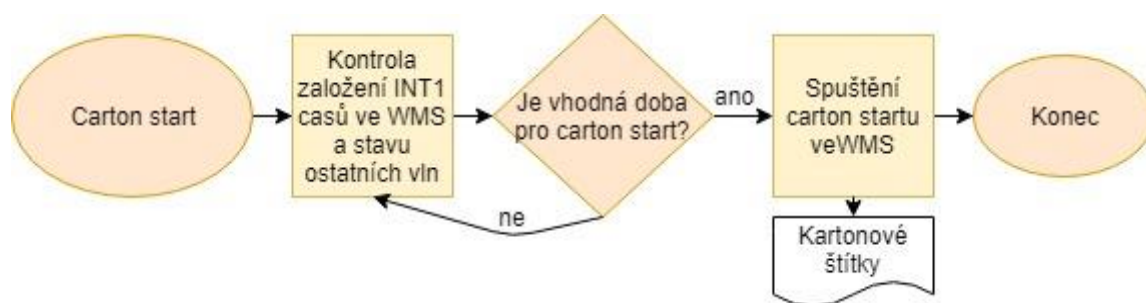 Carton start
Kontrola
založení INT1
časů ve WMS
a stavu
ostatních vln
Je vhodná doba
pro carton start?
ano
ne
Spuštění
carton startu
veWMS
Kartonové
štítky
Konec